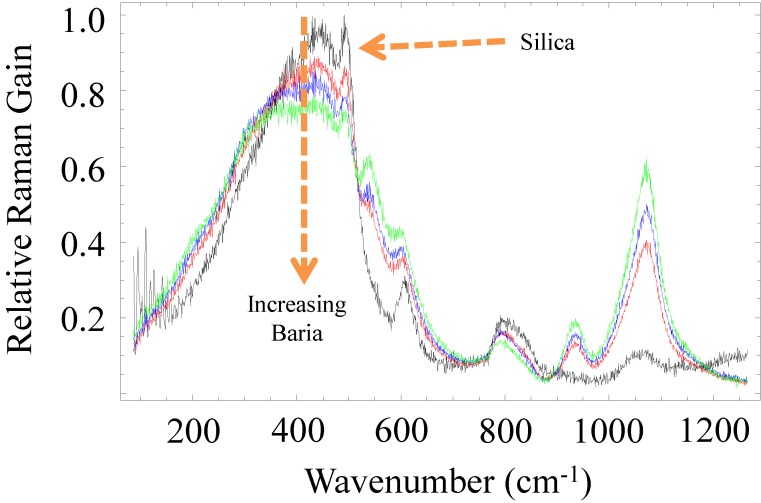 Relative Raman Gain
1.0
0.8
0.6
0.4
0.2
Silica
Increasing
Baria
200 400 600 800 1000 1200
Wavenumber (cm-1)